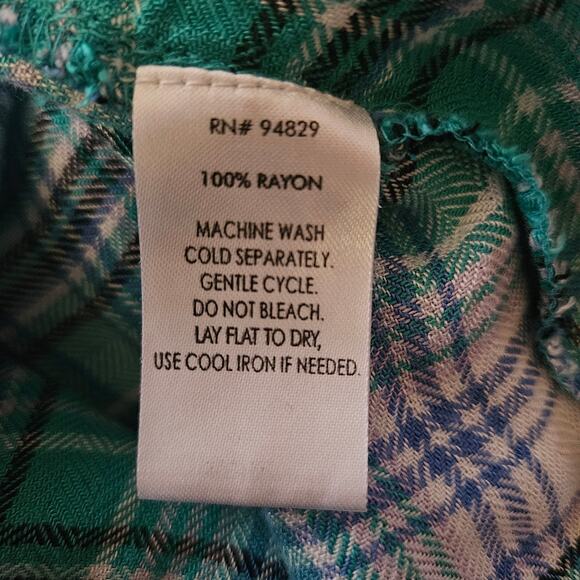 RN# 94829
100% RAYON
MACHINE WASH
COLD SEPARATELY.
GENTLE CYCLE.
DO NOT BLEACH.
LAY FLAT TO DRY,
USE COOL IRON IF NEEDED.